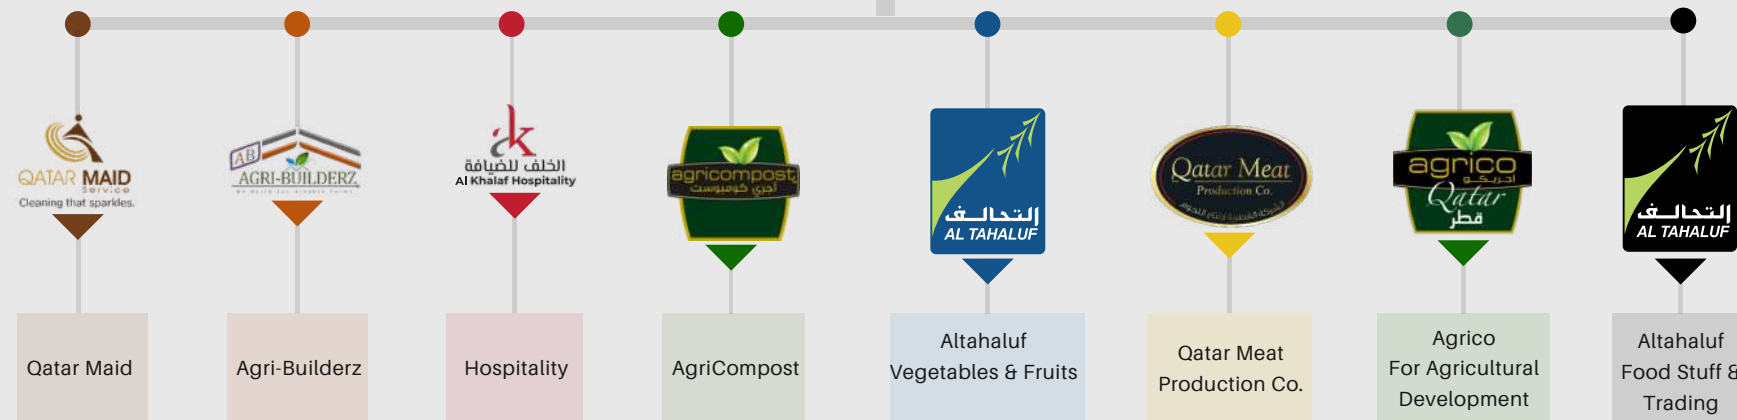 QATAR MAID
Service
Cleaning that sparkles.
AB
AGRI-BUILDERZ
ak
الخلف للضيافة
Al Khalaf Hospitality
agricompost
أجري كومبوست
التحالف
AL TAHALUF
Qatar Meat
Production Co.
agrico
اجريكو
Qatar
قطر
التحالف
AL TAHALUF
Qatar Maid
Agri-Builderz
Hospitality
AgriCompost
Altahaluf
Vegetables & Fruits
Qatar Meat
Production Co.
Agrico
For Agricultural
Development
Altahaluf
Food Stuff &
Trading